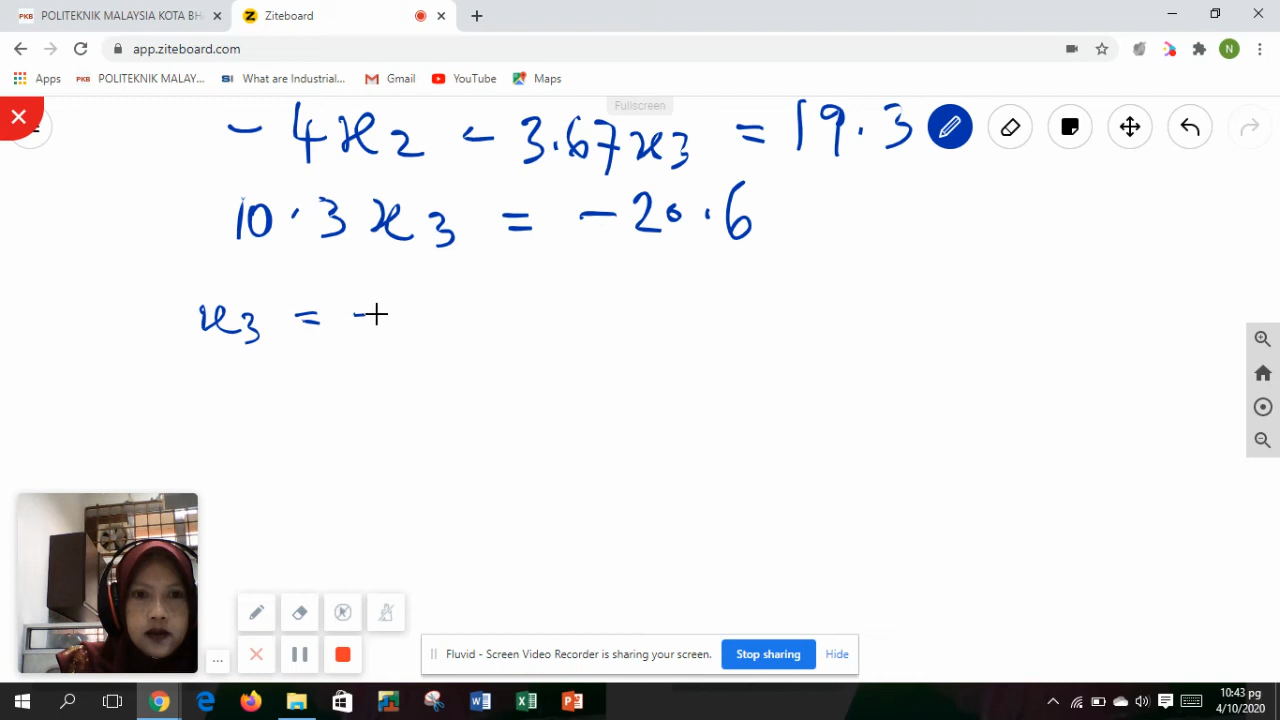 POLITEKNIK MALAYSIA KOTA BH
Ziteboard
app.ziteboard.com
Apps
POLITEKNIK MALAY...
What are Industrial...
Gmail
YouTube
Maps
Fullscreen
- 4x2 - 3.67x3 = 19.3
10.3x3 = -20.6
x3 = -
Fluvid - Screen Video Recorder is sharing your screen.
Stop sharing
Hide
10:43 pg
4/10/2020